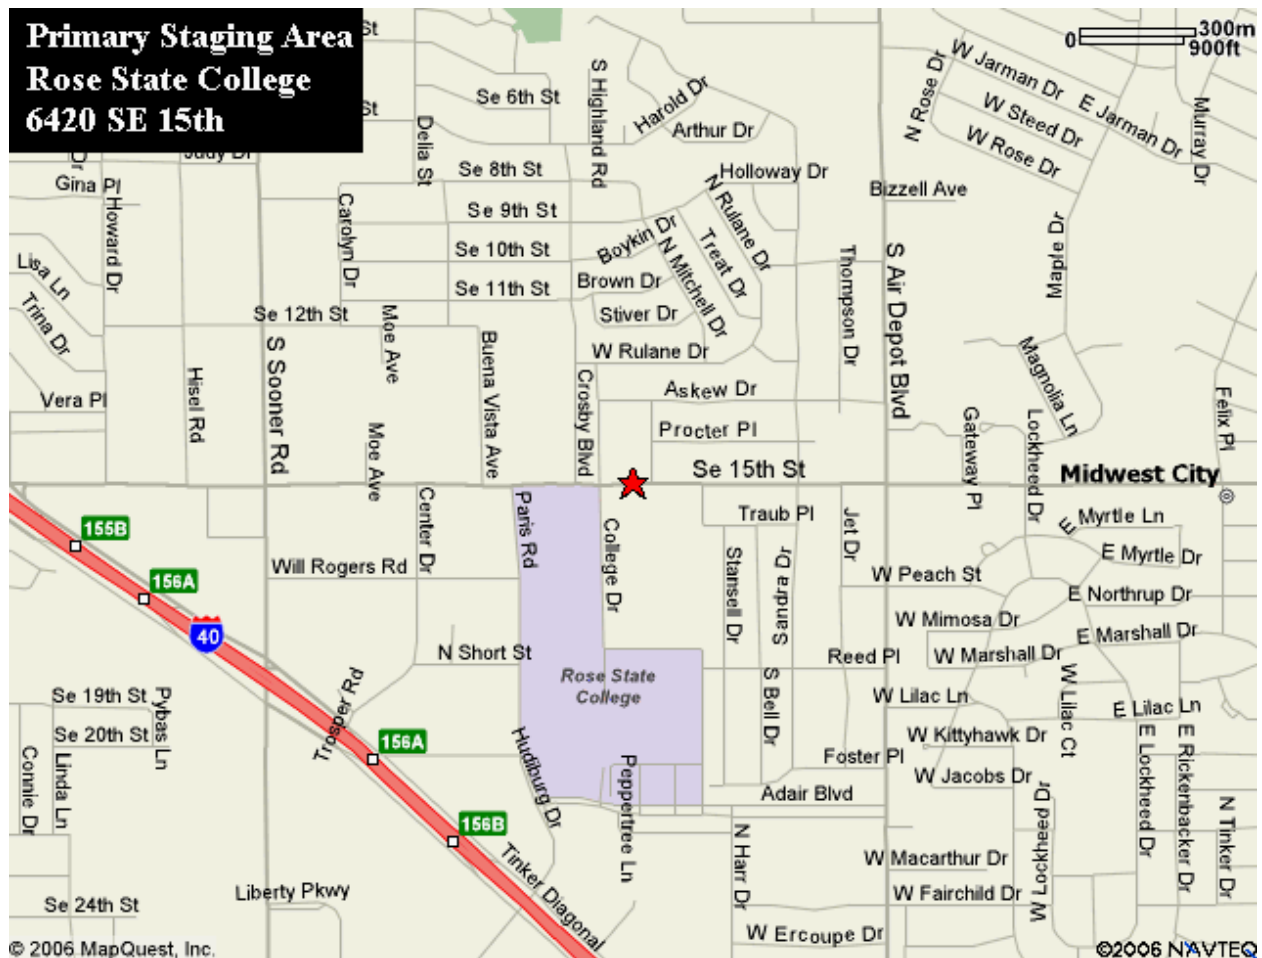 Primary Staging Area
Rose State College
6420 SE 15th
St
St
Dr
Judy Dr
0
300m
900ft
Se 6th St
S Highland Rd
Harold Dr
Arthur Dr
Delia St
Se 8th St
Holloway Dr
N Rose Dr
W Jarman Dr
E Jarman Dr
W Steed Dr
W Rose Dr
Murray Dr
Gina Pl
Howard Dr
Carolyn Dr
Se 9th St
Boykin Dr
N Rulane Dr
Bizzell Ave
Se 10th St
N Mitchell Dr
Treat Dr
Thompson Dr
S Air Depot Blvd
Maple Dr
Lisa Ln
Trina Dr
Se 11th St
Brown Dr
Stiver Dr
Se 12th St
Moe Ave
Buena Vista Ave
W Rulane Dr
S Sooner Rd
Hisel Rd
Vera Pl
Crosby Blvd
Askew Dr
Magnolia Ln
Felix Pl
Moe Ave
Procter Pl
Gateway Pl
Lockheed Dr
Se 15th St
Midwest City
155B
Center Dr
Paris Rd
College Dr
Traub Pl
Jet Dr
E Myrtle Ln
E Myrtle Dr
156A
Will Rogers Rd
Stansell Dr
Sandra Dr
W Peach St
E Northrup Dr
40
W Mimosa Dr
E Marshall Dr
N Short St
Rose State
College
Reed Pl
W Marshall Dr
Se 19th St
Pybas Ln
Trosper Rd
S Bell Dr
W Lilac Ln
W Lilac Ct
E Lilac Ln
Se 20th St
156A
Hudiburg Dr
Peppertree Ln
Foster Pl
W Kittyhawk Dr
W Jacobs Dr
E Lockheed Dr
E Rickenbacker Dr
Connie Dr
Linda Ln
Adair Blvd
N Tinker Dr
156B
Tinker Diagonal
N Harr Dr
W Macarthur Dr
W Lockheed Dr
Liberty Pkwy
W Fairchild Dr
Se 24th St
W Ercoupe Dr
© 2006 MapQuest, Inc.
©2006 NAVTEQ